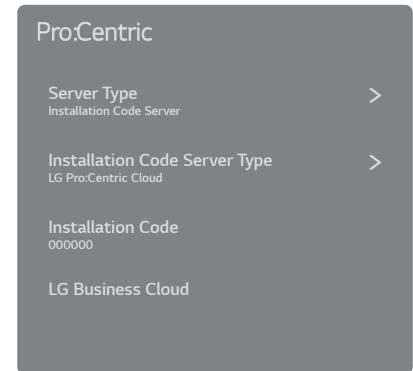 Pro:Centric
Server Type
Installation Code Server
Installation Code Server Type
LG Pro:Centric Cloud
Installation Code
000000
LG Business Cloud